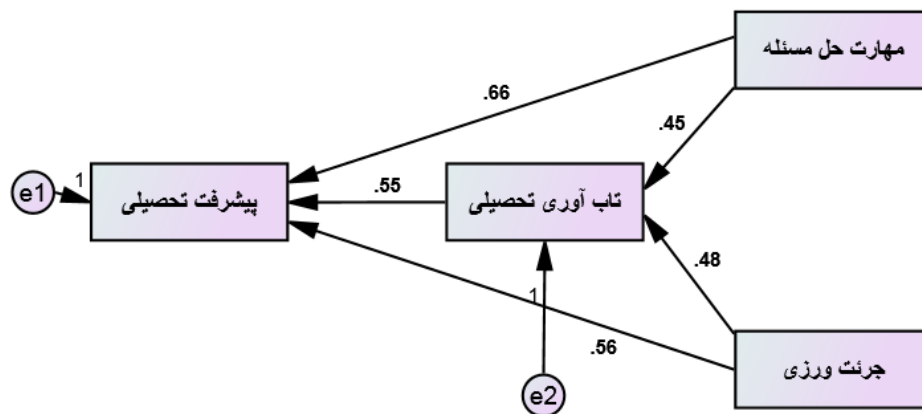 مهارت حل مسئله
.66
.45
e1
1
پیشرفت تحصیلی
.55
تاب آوری تحصیلی
.48
1
.56
جرئت ورزی
e2